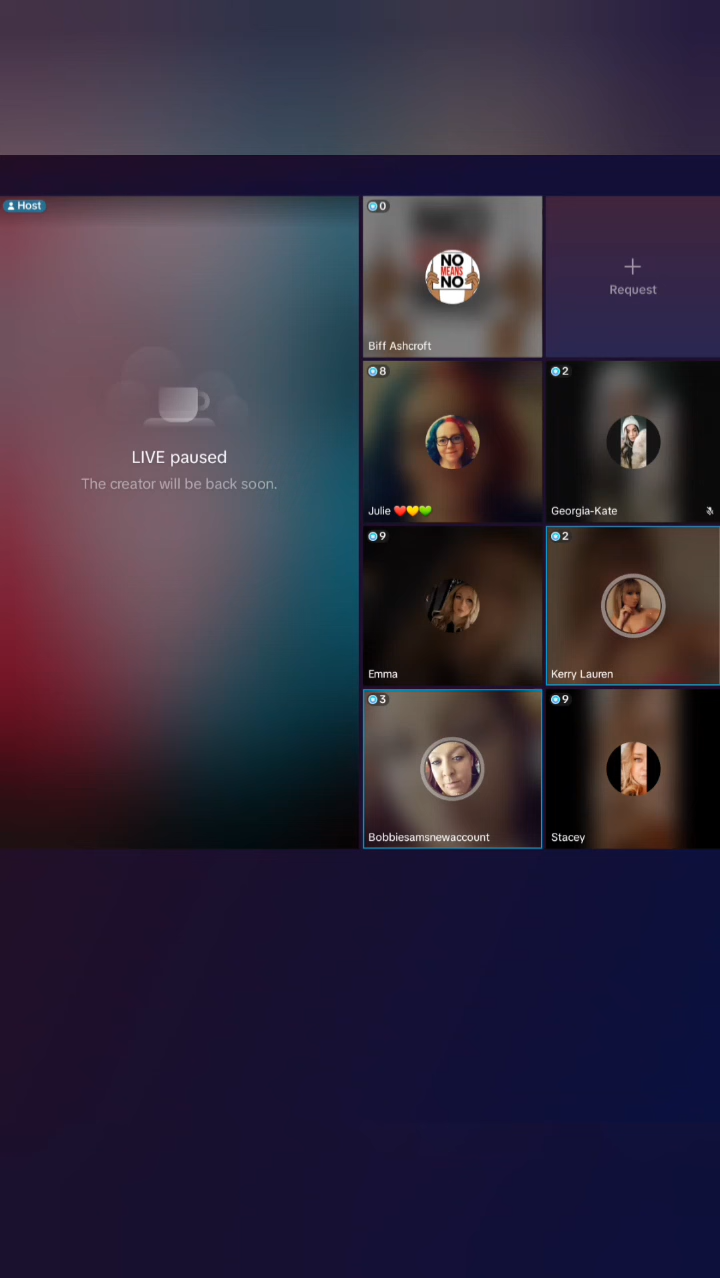 Host
LIVE paused
The creator will be back soon.
0
NO
MEANS
NO
Biff Ashcroft
+
Request
8
Julie ❤️💛💚
2
Georgia-Kate
9
Emma
2
Kerry Lauren
3
Bobbiesamsnewaccount
9
Stacey